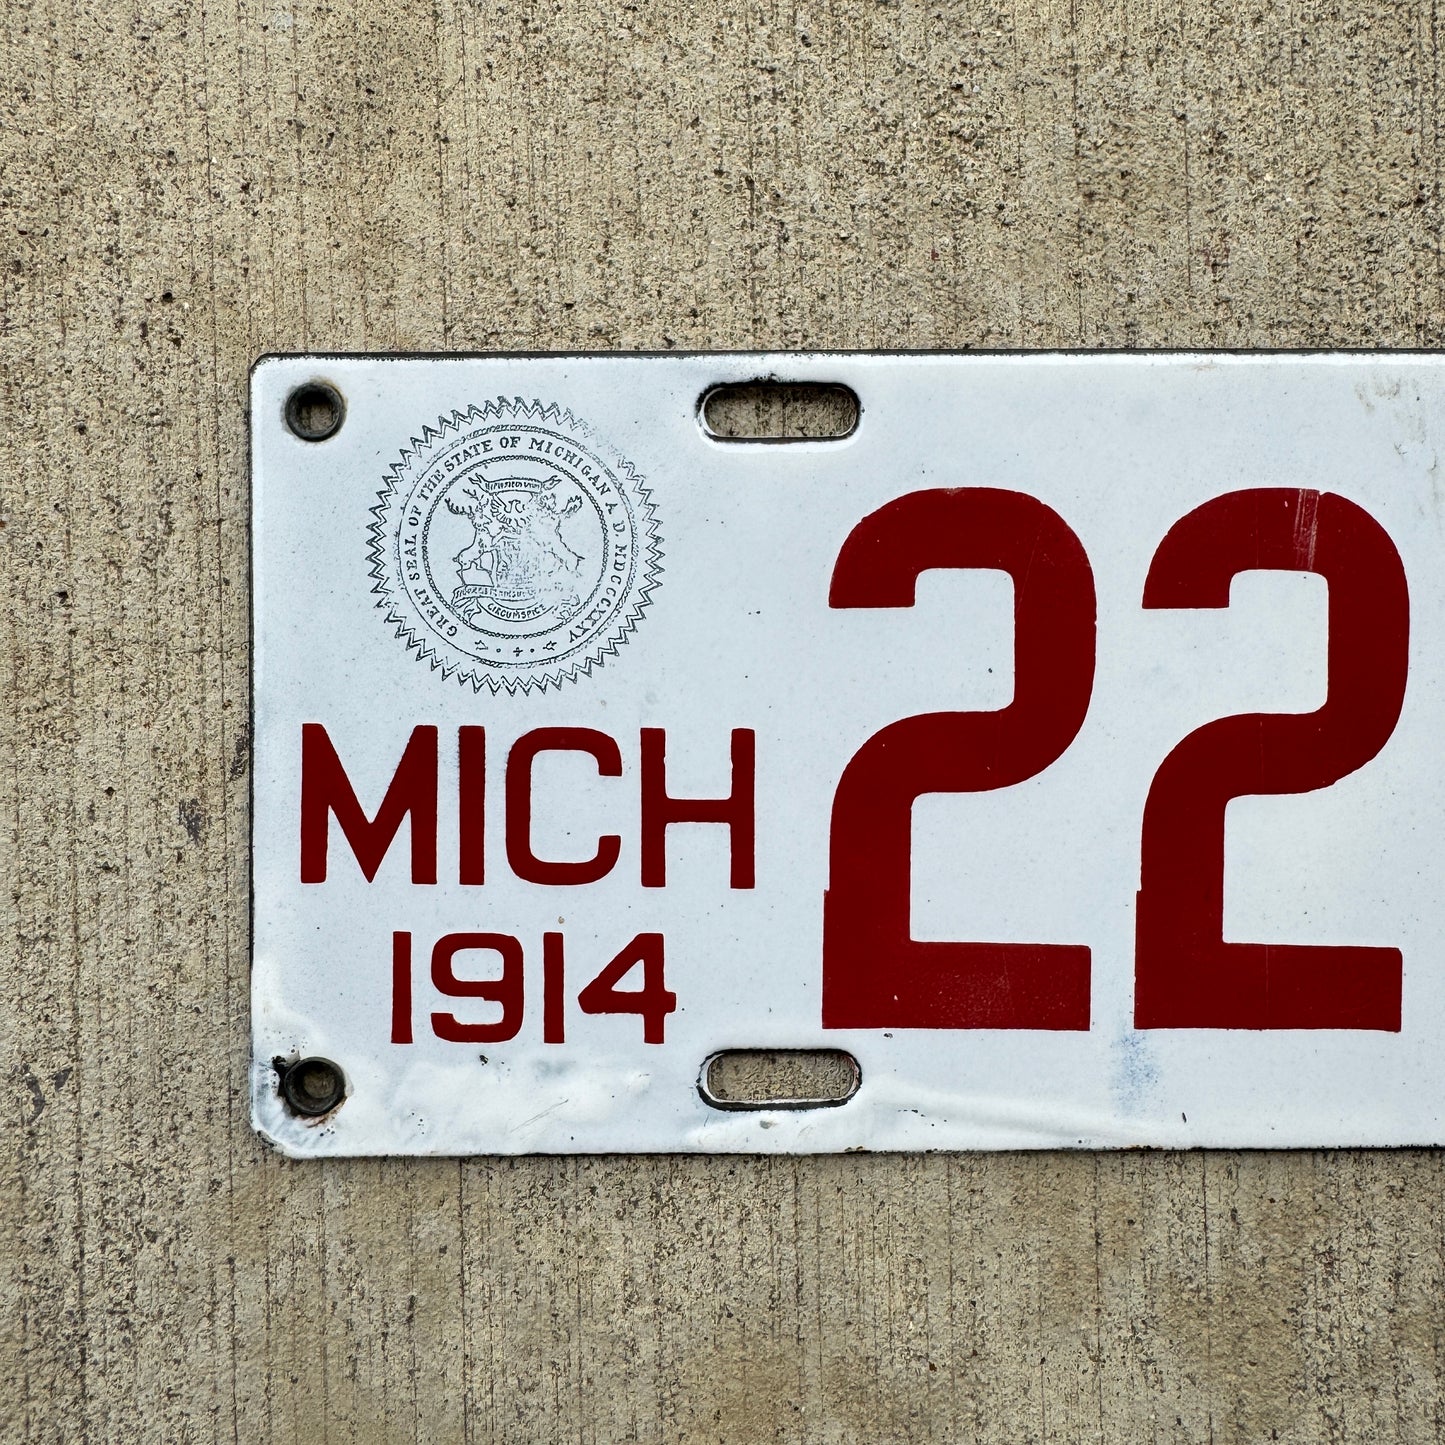 GREAT SEAL OF THE STATE OF MICHIGAN A.D. MDCCCXXXV
CIRCUMSPICE
MICH
1914
22